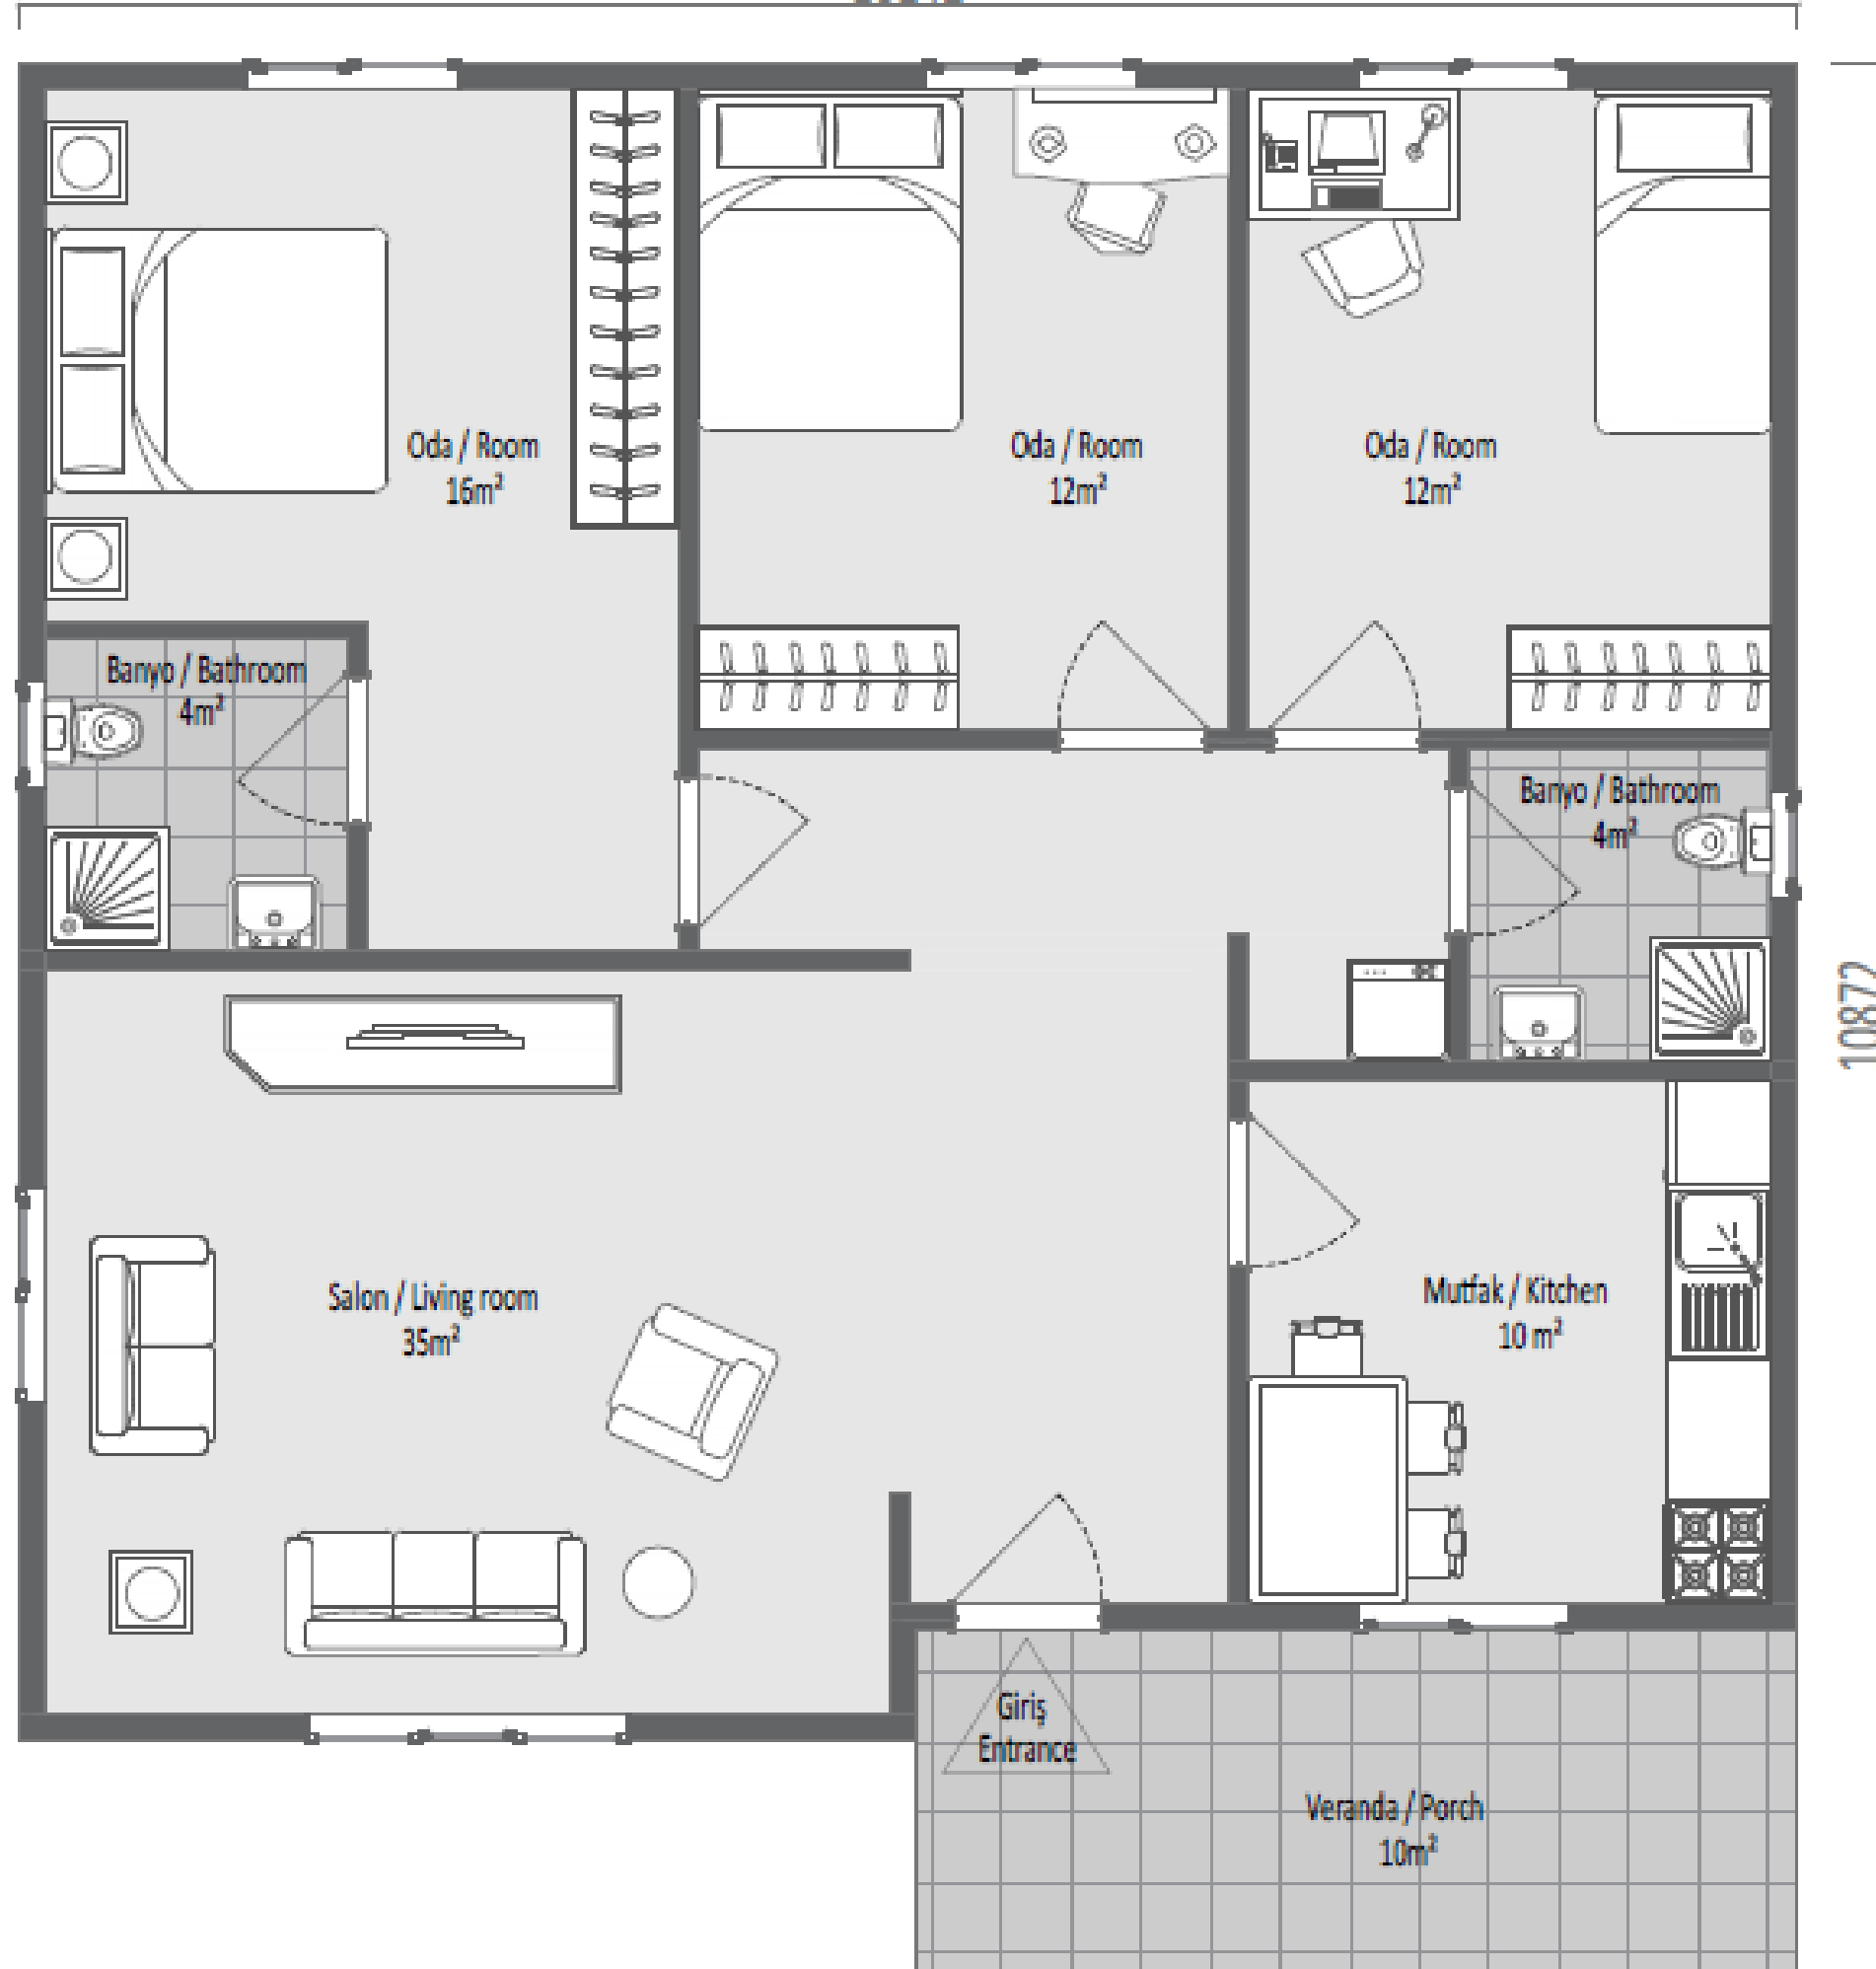 Oda / Room
16m²
Oda / Room
12m²
Oda / Room
12m²
Banyo / Bathroom
4m²
Banyo / Bathroom
4m²
10872
Salon / Living room
35m²
Mutfak / Kitchen
10 m²
Giriş
Entrance
Veranda / Porch
10m²